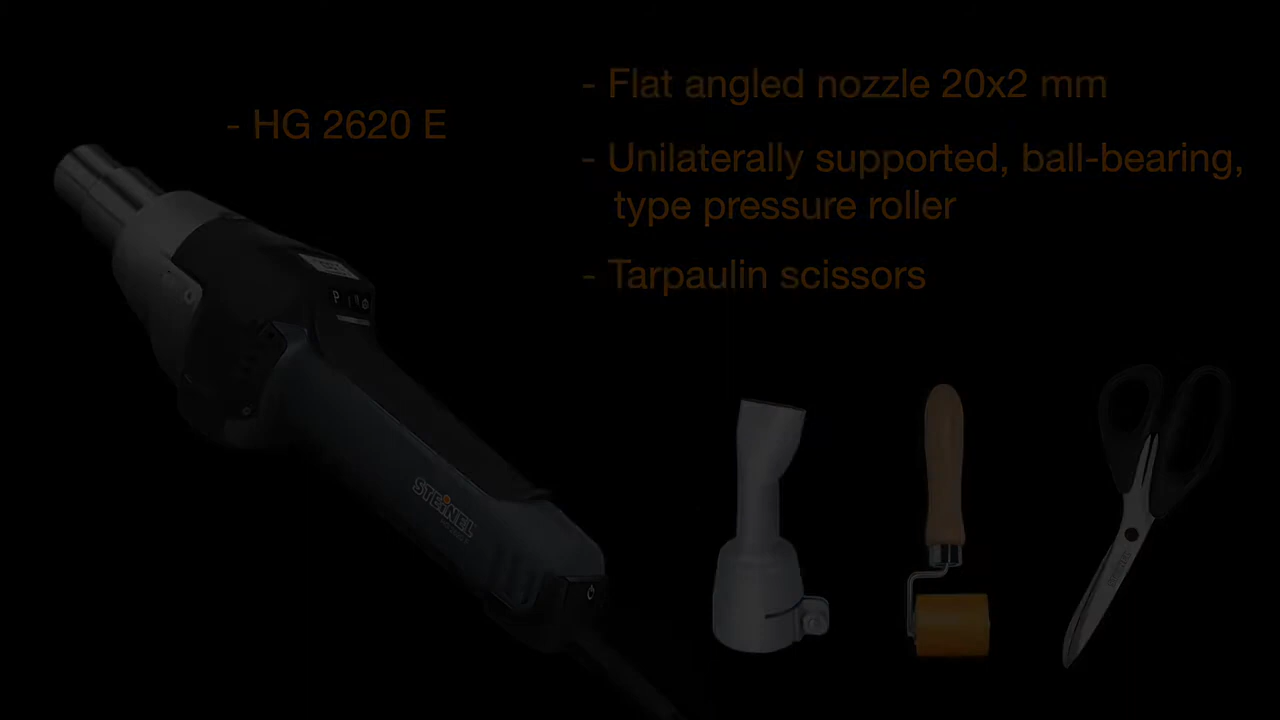 - HG 2620 E
- Flat angled nozzle 20x2 mm
- Unilaterally supported, ball-bearing,
type pressure roller
- Tarpaulin scissors
P
STEINEL